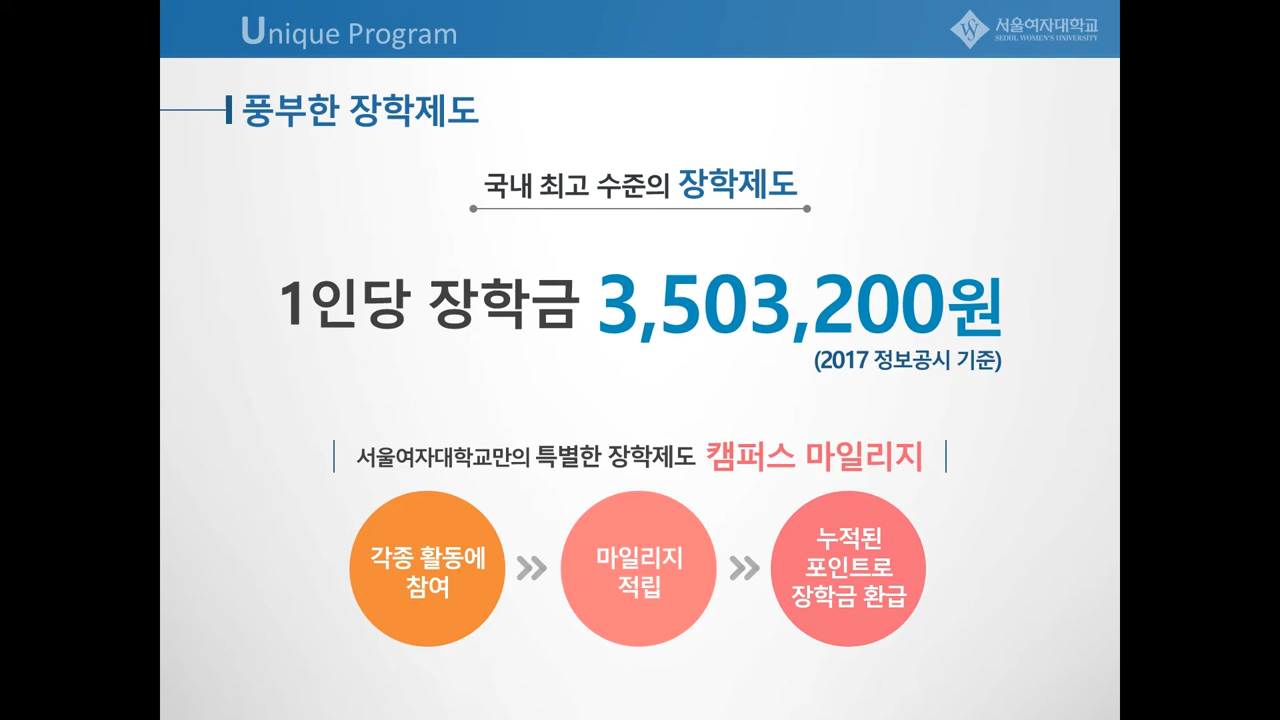 Unique Program
서울여자대학교
SEOUL WOMEN'S UNIVERSITY
풍부한 장학제도
국내 최고 수준의 장학제도
1인당 장학금 3,503,200원
(2017 정보공시 기준)
서울여자대학교만의 특별한 장학제도 캠퍼스 마일리지
각종 활동에
참여
마일리지
적립
누적된
포인트로
장학금 환급